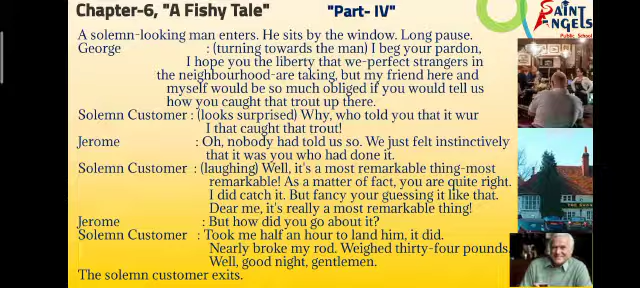 Chapter-6, "A Fishy Tale" "Part- IV"
SAINT
ANGELS
Public School
A solemn-looking man enters. He sits by the window. Long pause.
George : (turning towards the man) I beg your pardon,
I hope you the liberty that we-perfect strangers in
the neighbourhood-are taking, but my friend here and
myself would be so much obliged if you would tell us
how you caught that trout up there.
Solemn Customer : (looks surprised) Why, who told you that it wur
I that caught that trout!
Jerome : Oh, nobody had told us so. We just felt instinctively
that it was you who had done it.
Solemn Customer : (laughing) Well, it's a most remarkable thing-most
remarkable! As a matter of fact, you are quite right.
I did catch it. But fancy your guessing it like that.
Dear me, it's really a most remarkable thing!
Jerome : But how did you go about it?
Solemn Customer : Took me half an hour to land him, it did.
Nearly broke my rod. Weighed thirty-four pounds.
Well, good night, gentlemen.
The solemn customer exits.